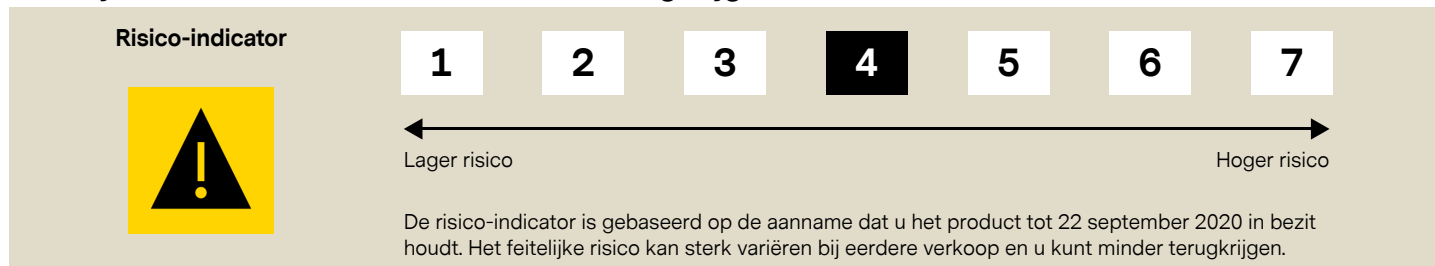 Risico-indicator
1 2 3 4 5 6 7
Lager risico Hoger risico
De risico-indicator is gebaseerd op de aanname dat u het product tot 22 september 2020 in bezit
houdt. Het feitelijke risico kan sterk variëren bij eerdere verkoop en u kunt minder terugkrijgen.